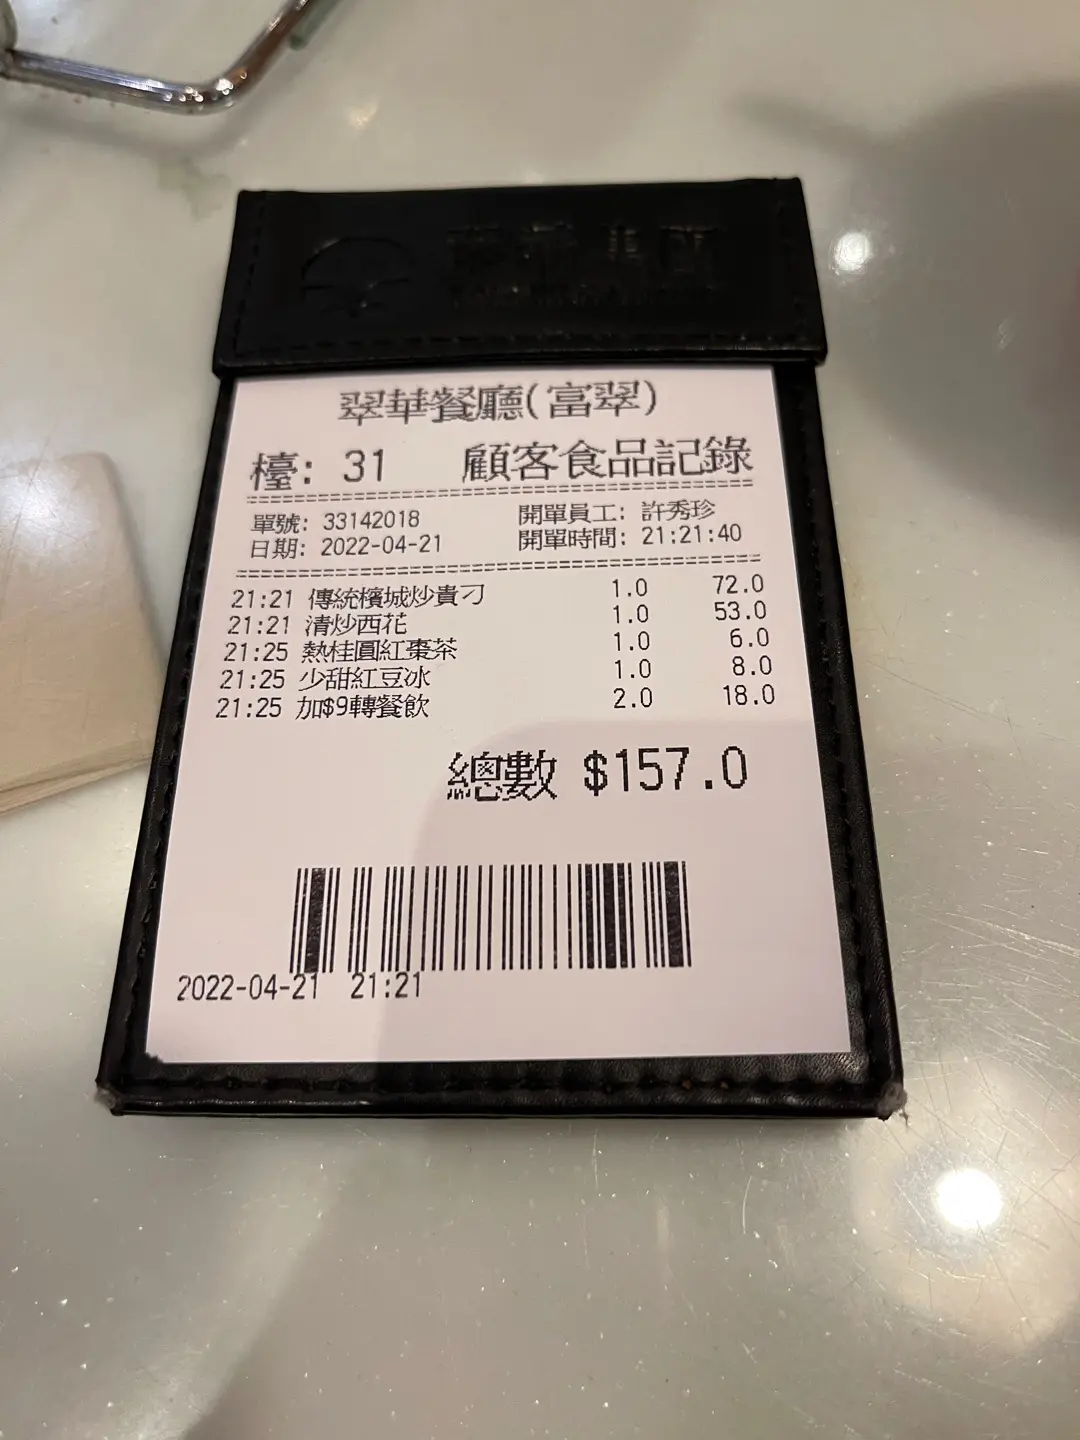 翠華餐廳(富翠)
檯: 31 顧客食品記錄
單號: 33142018 開單員工: 許秀珍
日期: 2022-04-21 開單時間: 21:21:40
21:21 傳統檳城炒貴刁 1.0 72.0
21:21 清炒西花 1.0 53.0
21:25 熱桂圓紅棗茶 1.0 6.0
21:25 少甜紅豆冰 1.0 8.0
21:25 加$9轉餐飲 2.0 18.0
總數 $157.0
2022-04-21 21:21